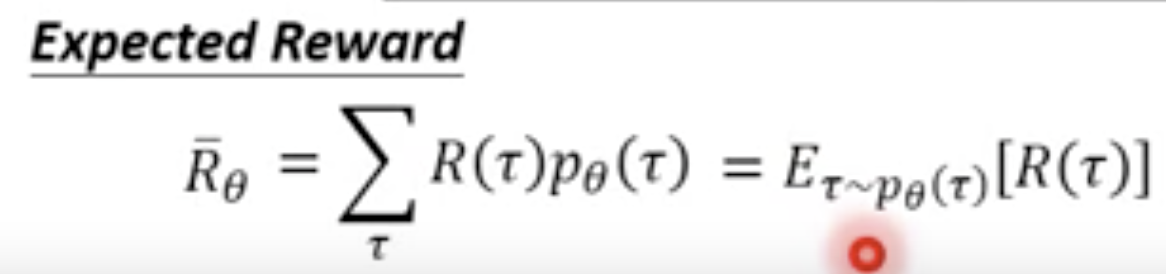 Expected Reward
R̄_θ = ∑_τ R(τ)p_θ(τ) = E_{τ~p_θ(τ)}[R(τ)]